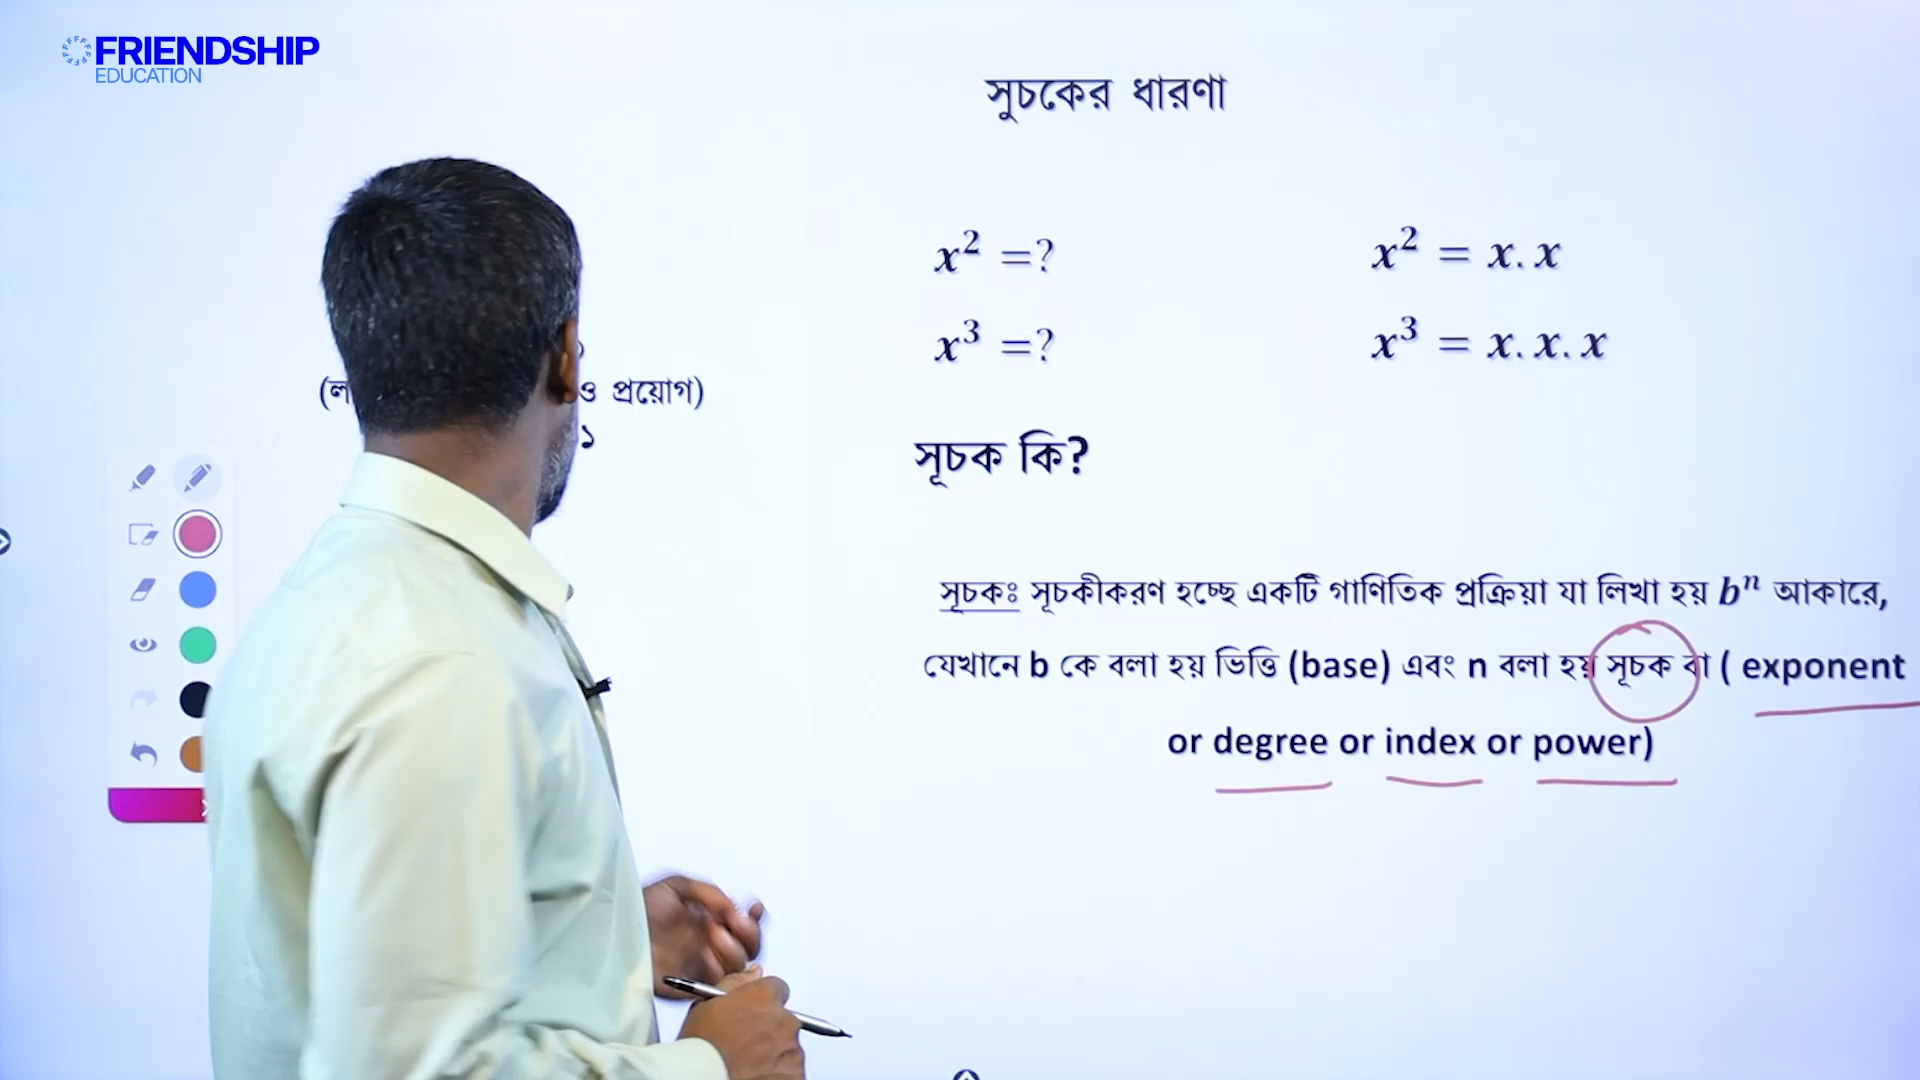 FRIENDSHIP
EDUCATION
সুচকের ধারণা
x² =?
x² = x. x
x³ =?
x³ = x. x. x
ও প্রয়োগ)
১
সূচক কি?
সূচকঃ সূচকীকরণ হচ্ছে একটি গাণিতিক প্রক্রিয়া যা লিখা হয় bⁿ আকারে,
যেখানে b কে বলা হয় ভিত্তি (base) এবং n বলা হয় সূচক বা ( exponent
or degree or index or power)